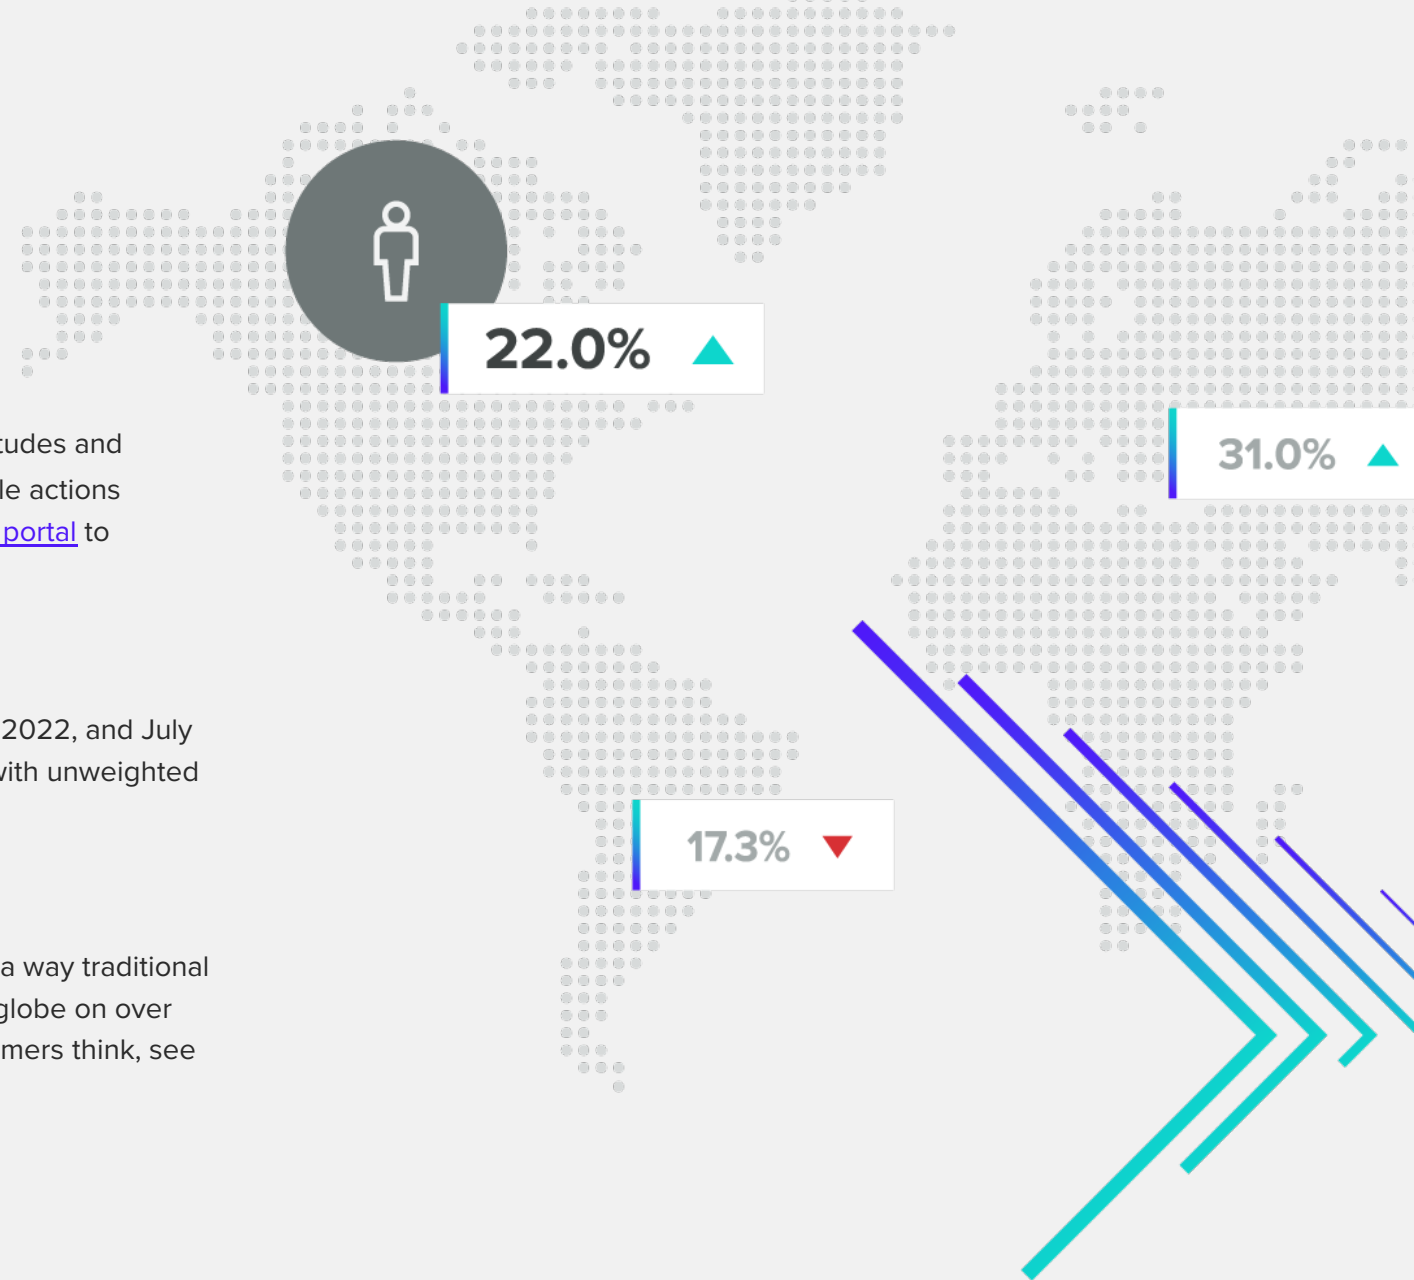 22.0%
31.0%
tudes and
le actions
portal to
2022, and July
with unweighted
17.3%
a way traditional
globe on over
mers think, see